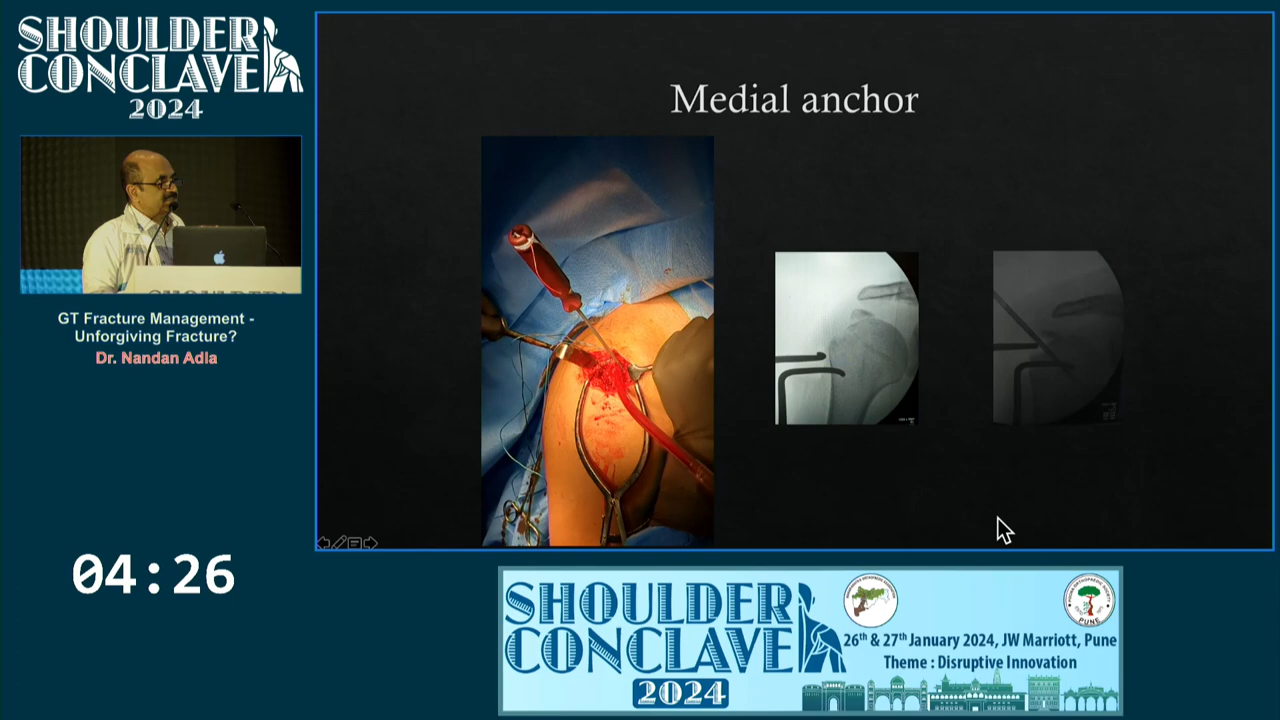 SHOULDER
CONCLAVE
2024
Medial anchor
GT Fracture Management -
Unforgiving Fracture?
Dr. Nandan Adla
04:26
SHOULDER
CONCLAVE
2024
26th & 27th January 2024, JW Marriott, Pune
Theme : Disruptive Innovation
PUNE